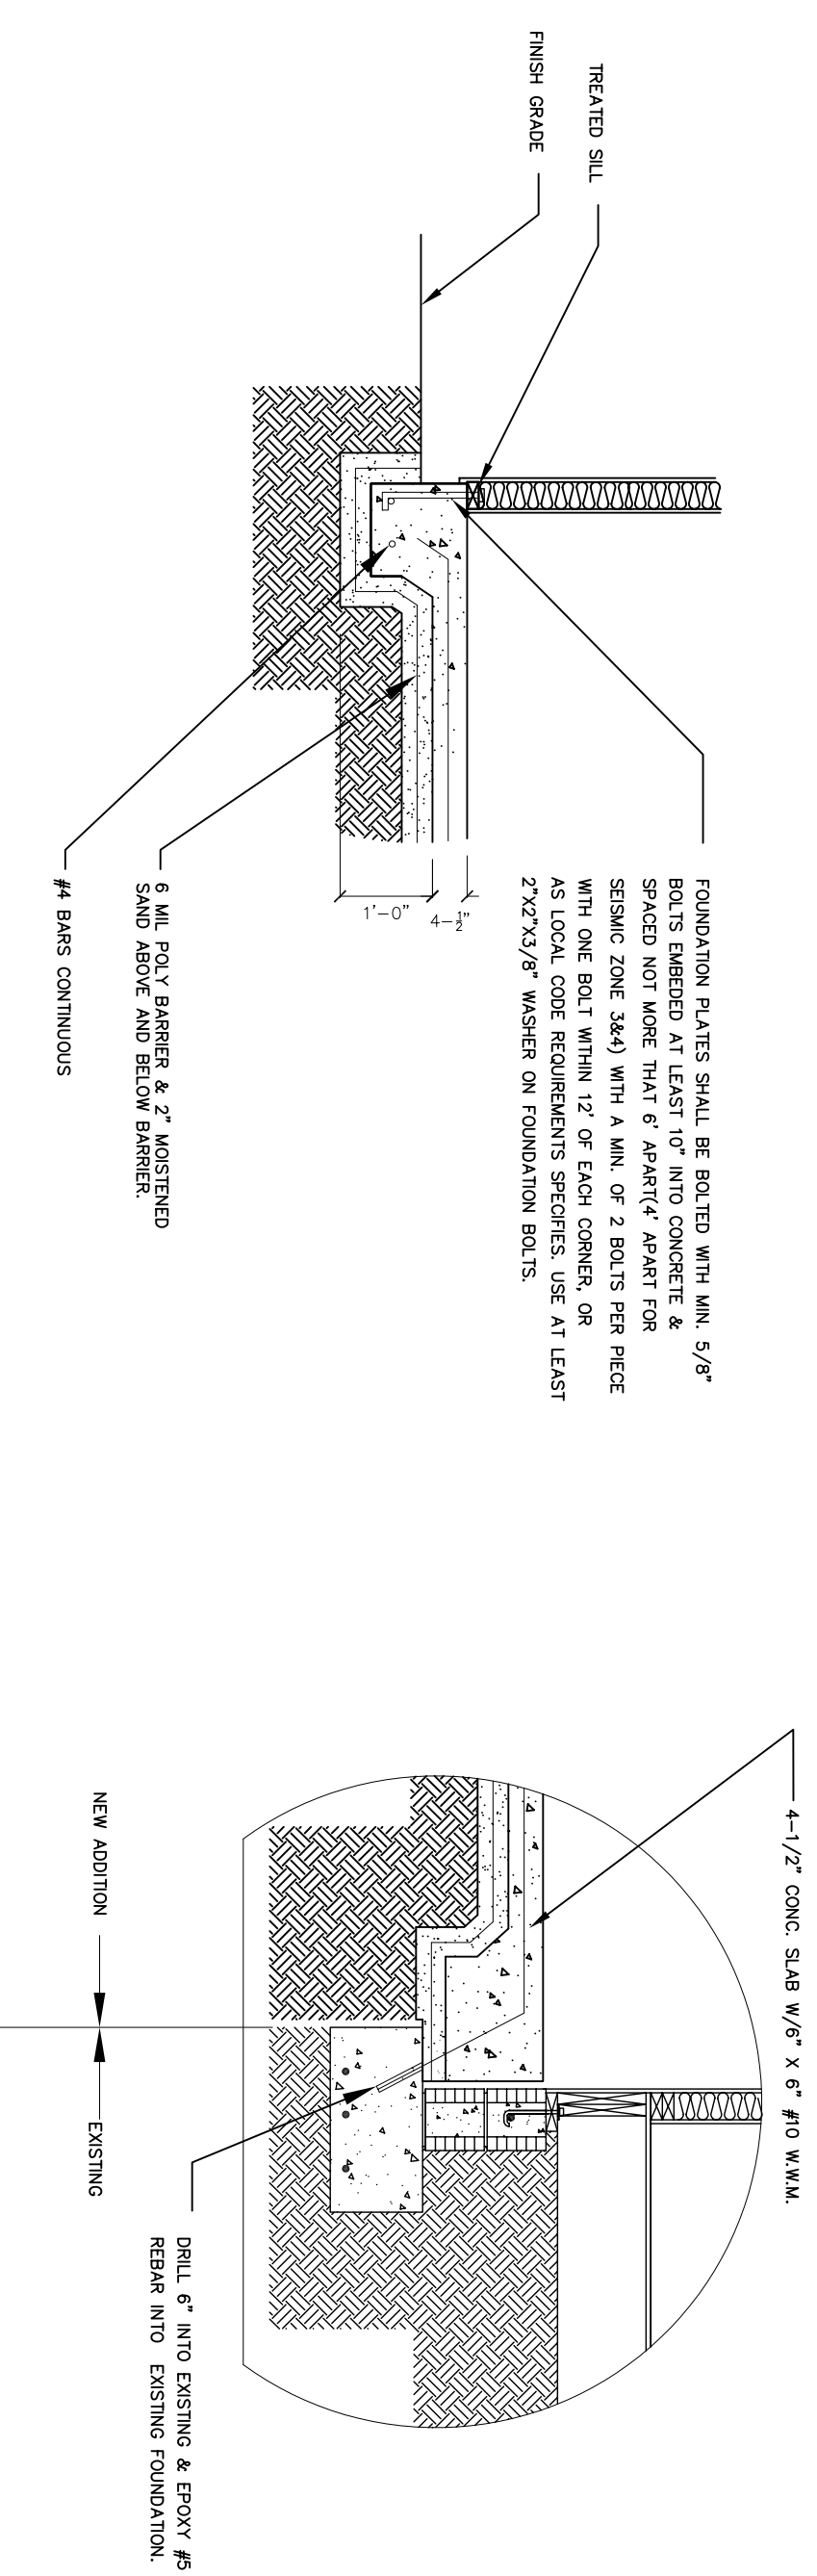 TREATED SILL
FINISH GRADE
FOUNDATION PLATES SHALL BE BOLTED WITH MIN. 5/8"
BOLTS EMBEDED AT LEAST 10" INTO CONCRETE &
SPACED NOT MORE THAT 6' APART(4' APART FOR
SEISMIC ZONE 3&4) WITH A MIN. OF 2 BOLTS PER PIECE
WITH ONE BOLT WITHIN 12' OF EACH CORNER, OR
AS LOCAL CODE REQUIREMENTS SPECIFIES. USE AT LEAST
2"X2"X3/8" WASHER ON FOUNDATION BOLTS.
4-½"
1'-0"
6 MIL POLY BARRIER & 2" MOISTENED
SAND ABOVE AND BELOW BARRIER.
#4 BARS CONTINUOUS
4-1/2" CONC. SLAB W/6" X 6" #10 W.W.M.
NEW ADDITION
EXISTING
DRILL 6" INTO EXISTING & EPOXY #5
REBAR INTO EXISTING FOUNDATION.